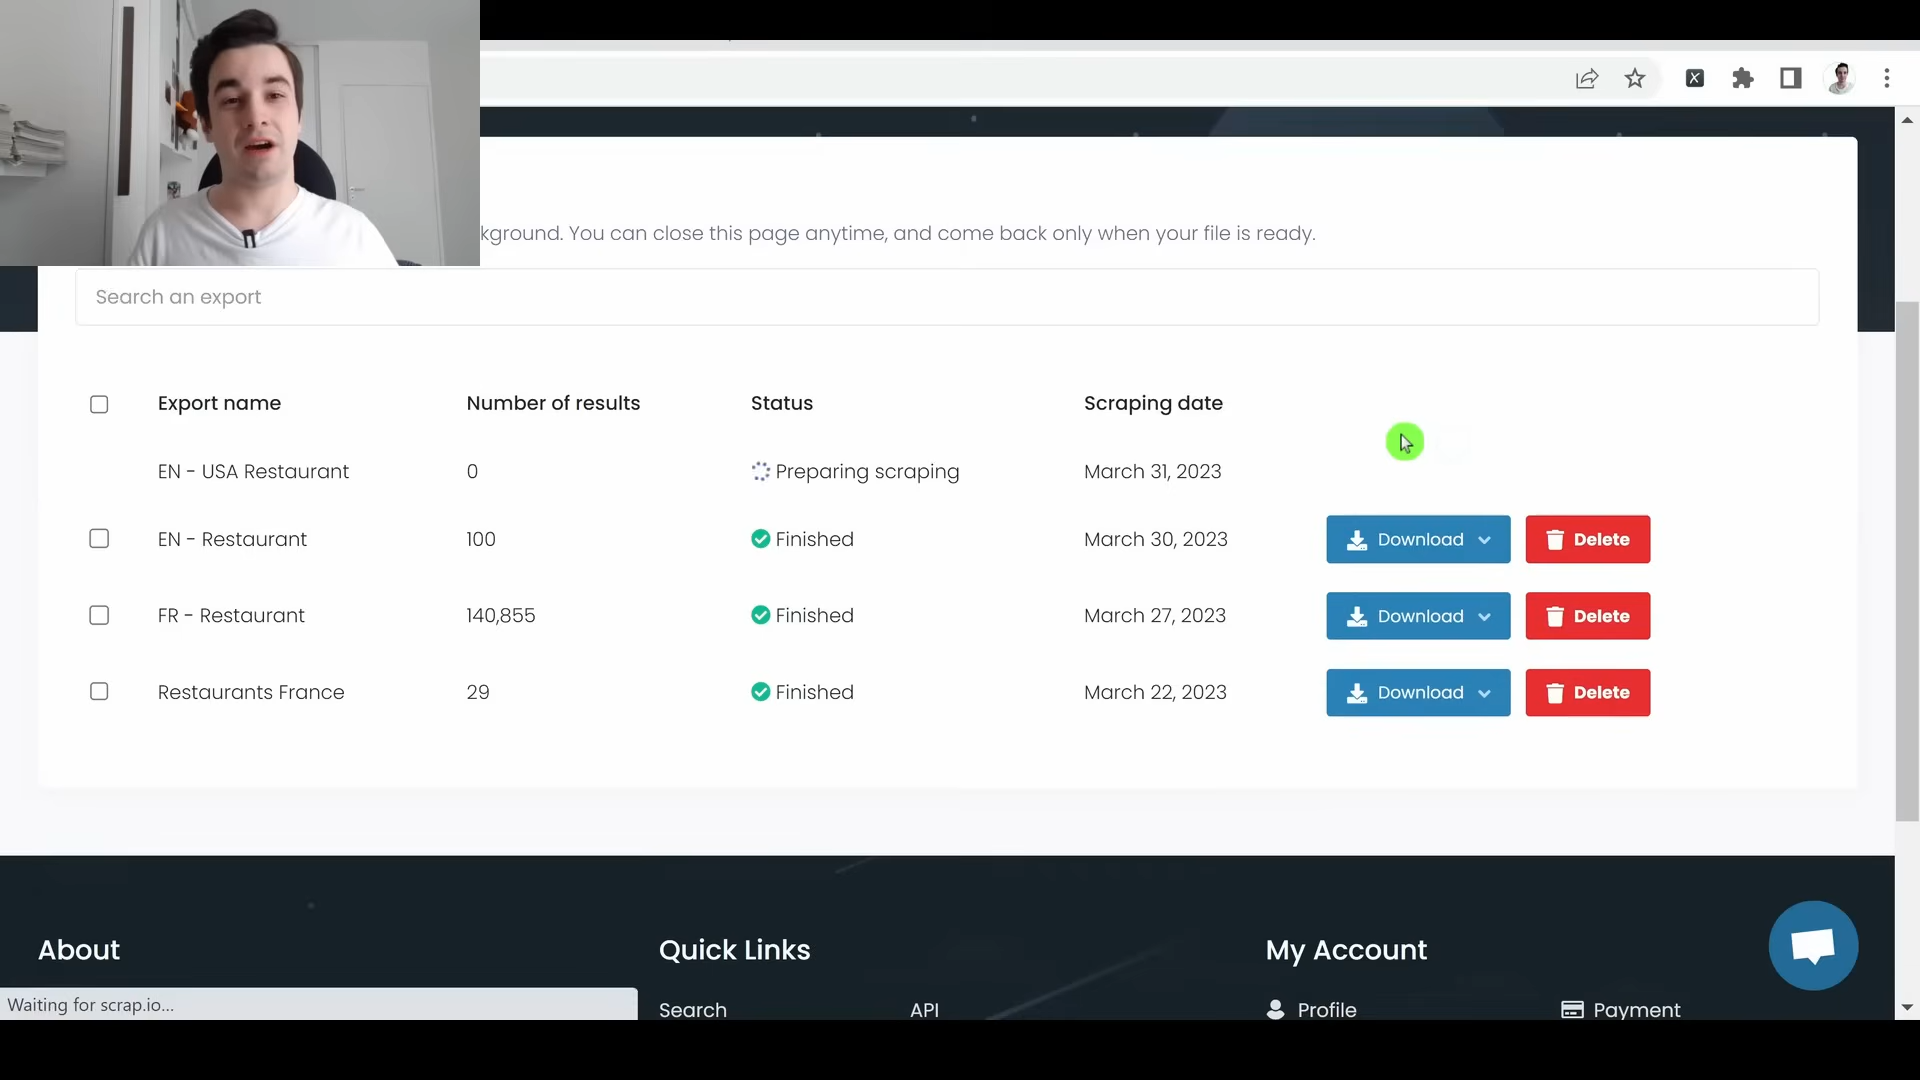 kground. You can close this page anytime, and come back only when your file is ready.
Search an export
Export name Number of results Status Scraping date
EN - USA Restaurant 0 Preparing scraping March 31, 2023
EN - Restaurant 100 Finished March 30, 2023 Download Delete
FR - Restaurant 140,855 Finished March 27, 2023 Download Delete
Restaurants France 29 Finished March 22, 2023 Download Delete
About Quick Links My Account
Waiting for scrap.io...
Search API Profile Payment